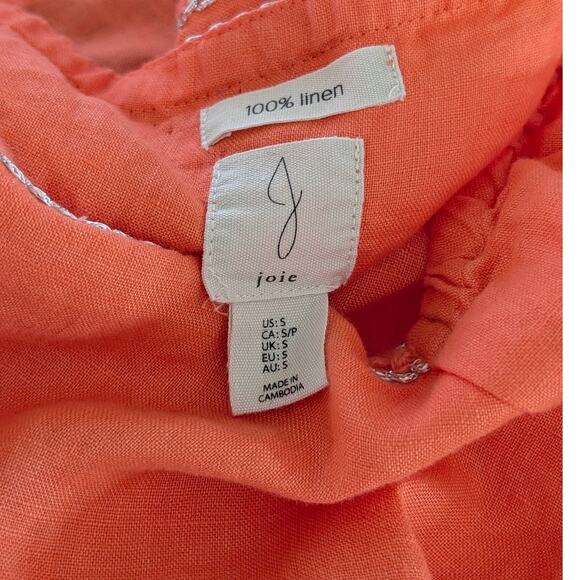 100% linen
J
joie
US: S
CA: S/P
UK: S
EU: S
AU: S
MADE IN
CAMBODIA